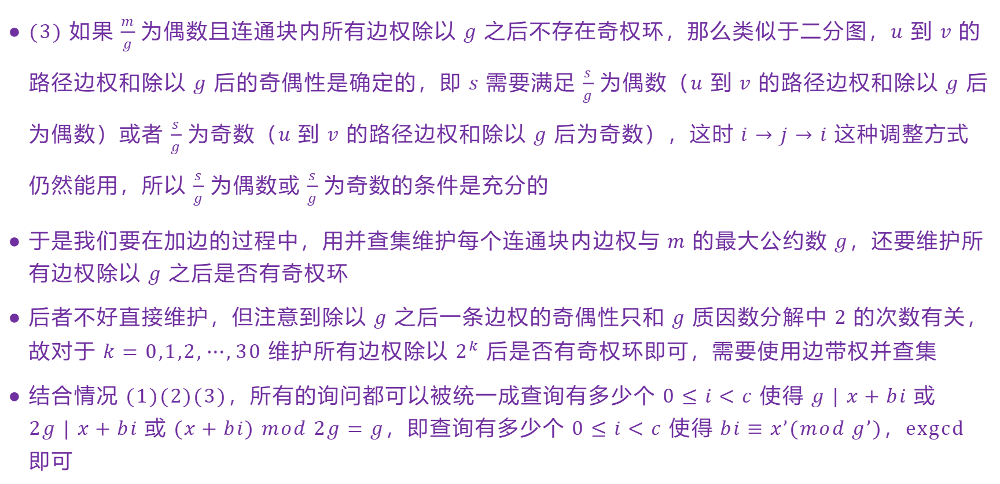 • (3) 如果 m/g 为偶数且连通块内所有边权除以 g 之后不存在奇权环，那么类似于二分图，u 到 v 的
路径边权和除以 g 后的奇偶性是确定的，即 s 需要满足 s/g 为偶数（u 到 v 的路径边权和除以 g 后
为偶数）或者 s/g 为奇数（u 到 v 的路径边权和除以 g 后为奇数），这时 i → j → i 这种调整方式
仍然能用，所以 s/g 为偶数或 s/g 为奇数的条件是充分的
• 于是我们要在加边的过程中，用并查集维护每个连通块内边权与 m 的最大公约数 g，还要维护所
有边权除以 g 之后是否有奇权环
• 后者不好直接维护，但注意到除以 g 之后一条边权的奇偶性只和 g 质因数分解中 2 的次数有关，
故对于 k = 0,1,2, ⋯, 30 维护所有边权除以 2^k 后是否有奇权环即可，需要使用边带权并查集
• 结合情况 (1)(2)(3)，所有的询问都可以被统一成查询有多少个 0 ≤ i < c 使得 g | x + bi 或
2g | x + bi 或 (x + bi) mod 2g = g，即查询有多少个 0 ≤ i < c 使得 bi ≡ x’(mod g’)，exgcd
即可